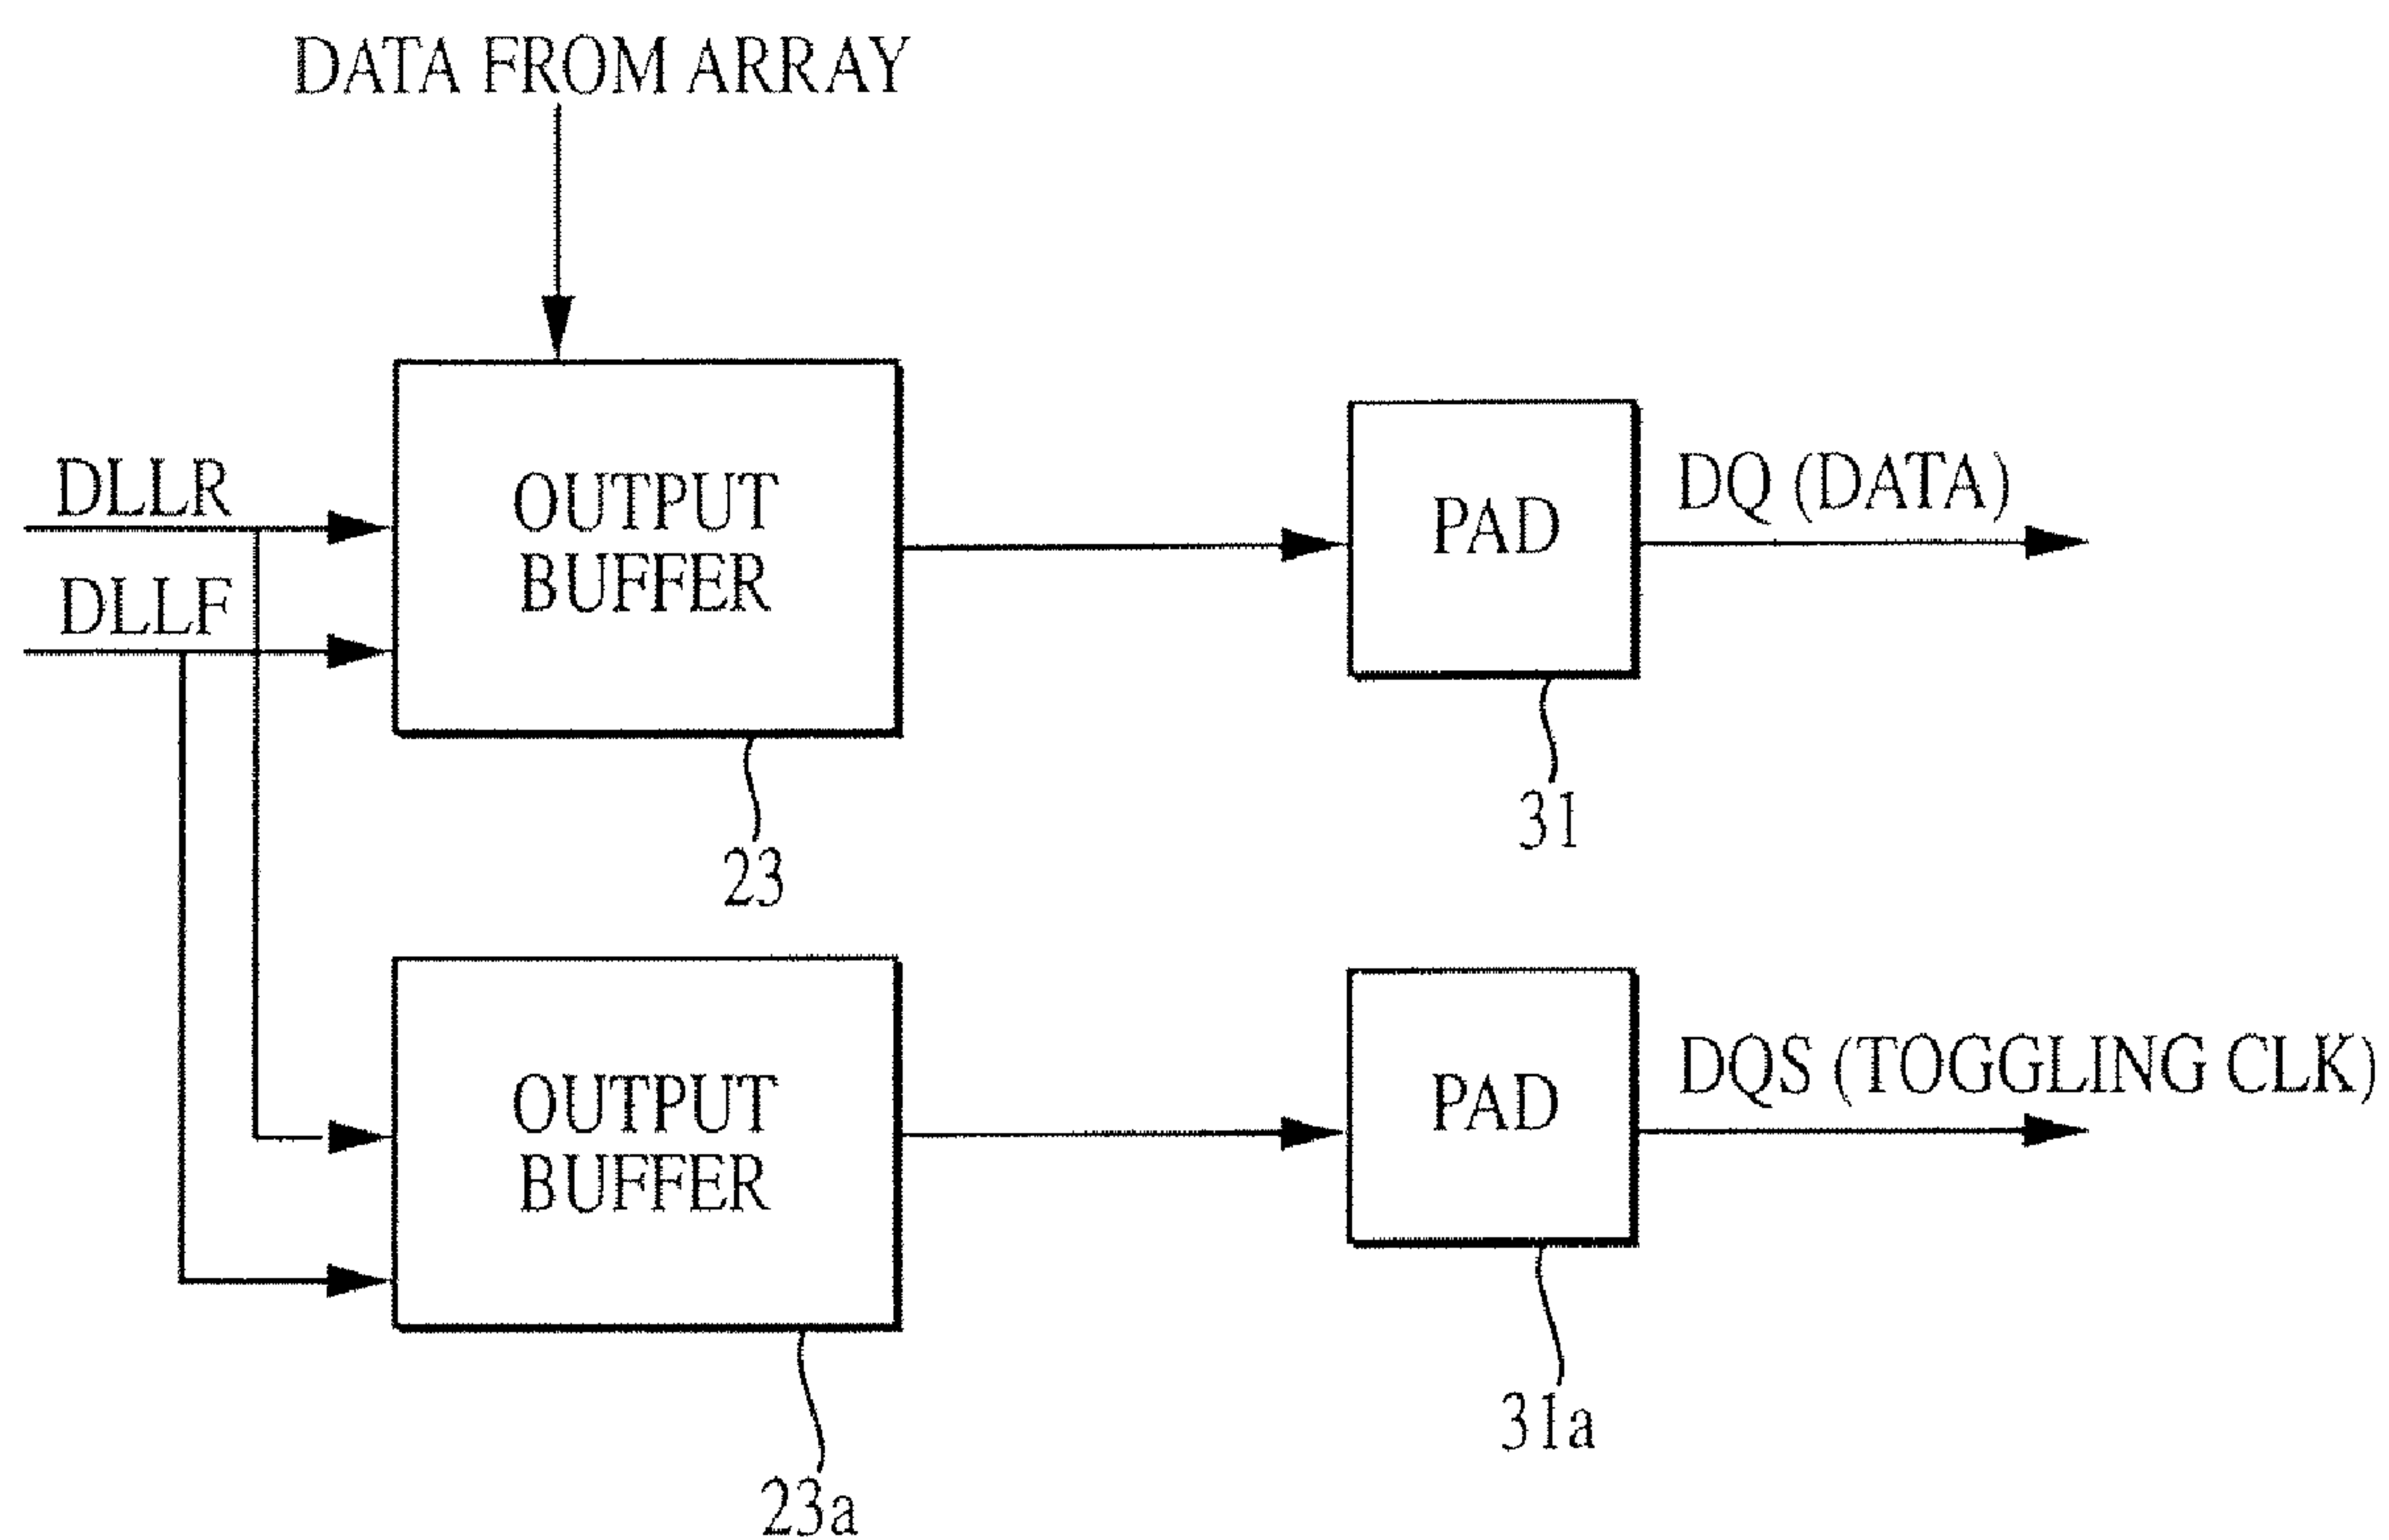 DATA FROM ARRAY
DLLR
DLLF
OUTPUT
BUFFER
PAD
DQ (DATA)
23
31
OUTPUT
BUFFER
PAD
DQS (TOGGLING CLK)
23a
31a